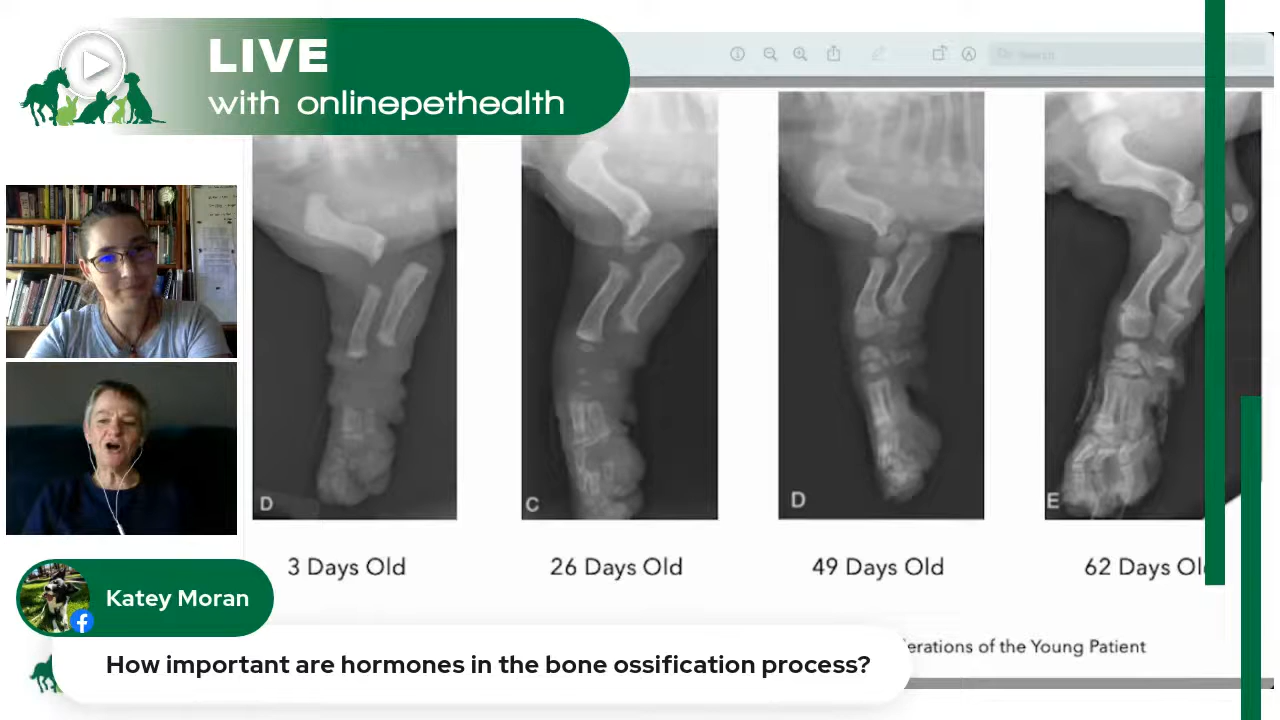 LIVE
with onlinepethealth
D
C
D
E
3 Days Old
26 Days Old
49 Days Old
62 Days Ol
erations of the Young Patient
Katey Moran
How important are hormones in the bone ossification process?